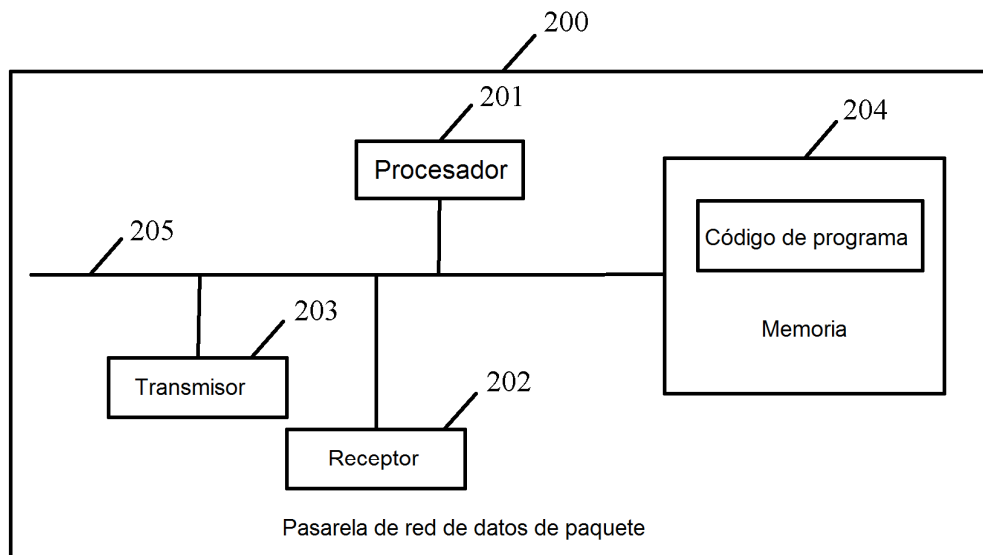 200
201
Procesador
204
Código de programa
Memoria
205
203
Transmisor
202
Receptor
Pasarela de red de datos de paquete